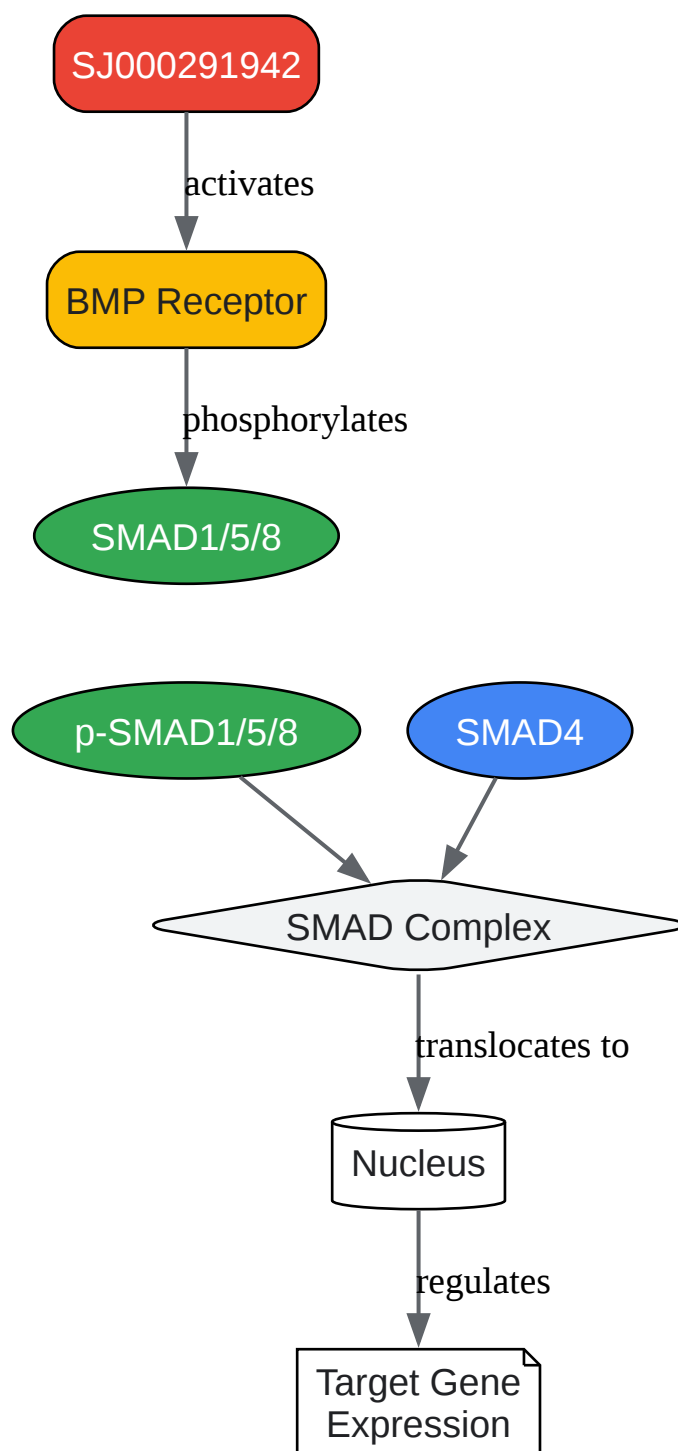 SJ000291942
activates
BMP Receptor
phosphorylates
SMAD1/5/8
p-SMAD1/5/8
SMAD4
SMAD Complex
translocates to
Nucleus
regulates
Target Gene
Expression